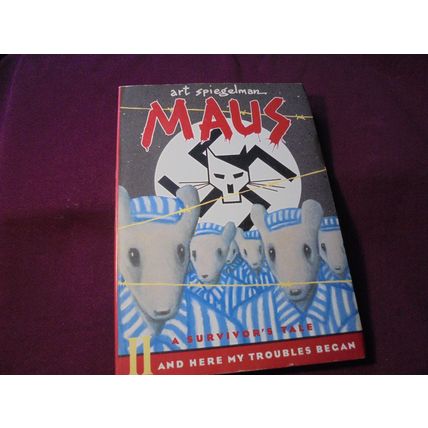 art spiegelman
MAUS
A SURVIVOR'S TALE
II
AND HERE MY TROUBLES BEGAN